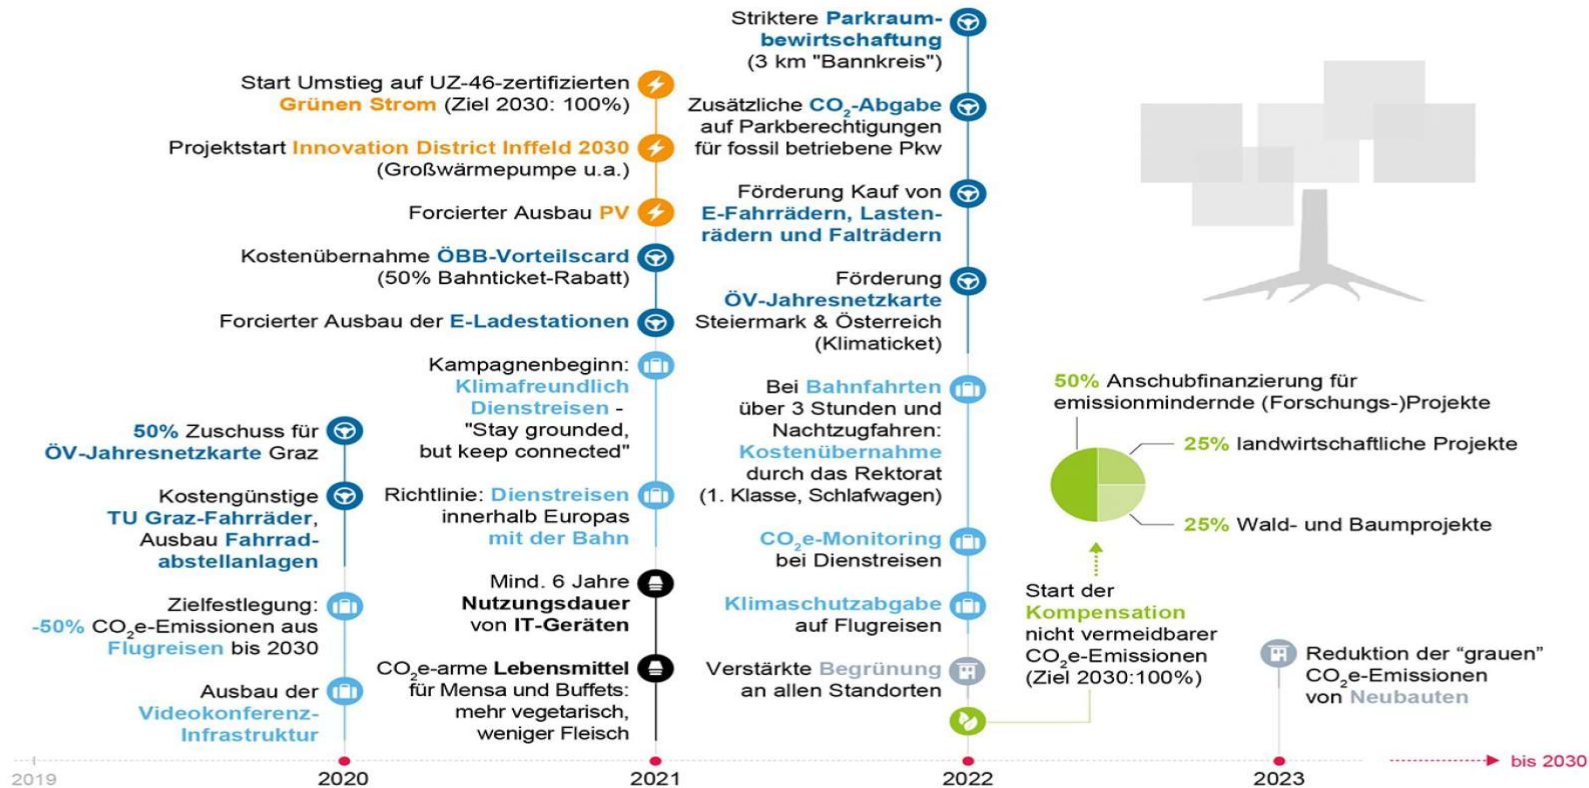 50% Zuschuss für
ÖV-Jahresnetzkarte Graz
Kostengünstige
TU Graz-Fahrräder,
Ausbau Fahrrad-
abstellanlagen
Zielfestlegung:
-50% CO₂e-Emissionen aus
Flugreisen bis 2030
Ausbau der
Videokonferenz-
Infrastruktur
Start Umstieg auf UZ-46-zertifizierten
Grünen Strom (Ziel 2030: 100%)
Projektstart Innovation District Inffeld 2030
(Großwärmepumpe u.a.)
Forcierter Ausbau PV
Kostenübernahme ÖBB-Vorteilscard
(50% Bahnticket-Rabatt)
Forcierter Ausbau der E-Ladestationen
Kampagnenbeginn:
Klimafreundlich
Dienstreisen -
"Stay grounded,
but keep connected"
Richtlinie: Dienstreisen
innerhalb Europas
mit der Bahn
Mind. 6 Jahre
Nutzungsdauer
von IT-Geräten
CO₂e-arme Lebensmittel
für Mensa und Buffets:
mehr vegetarisch,
weniger Fleisch
Striktere Parkraum-
bewirtschaftung
(3 km "Bannkreis")
Zusätzliche CO₂-Abgabe
auf Parkberechtigungen
für fossil betriebene Pkw
Förderung Kauf von
E-Fahrrädern, Lasten-
rädern und Falträdern
Förderung
ÖV-Jahresnetzkarte
Steiermark & Österreich
(Klimaticket)
Bei Bahnfahrten
über 3 Stunden und
Nachtzugfahren:
Kostenübernahme
durch das Rektorat
(1. Klasse, Schlafwagen)
CO₂e-Monitoring
bei Dienstreisen
Klimaschutzabgabe
auf Flugreisen
Verstärkte Begrünung
an allen Standorten
50% Anschubfinanzierung für
emissionmindernde (Forschungs-)Projekte
25% landwirtschaftliche Projekte
25% Wald- und Baumprojekte
Start der
Kompensation
nicht vermeidbarer
CO₂e-Emissionen
(Ziel 2030:100%)
Reduktion der “grauen”
CO₂e-Emissionen
von Neubauten
2019
2020
2021
2022
2023
bis 2030